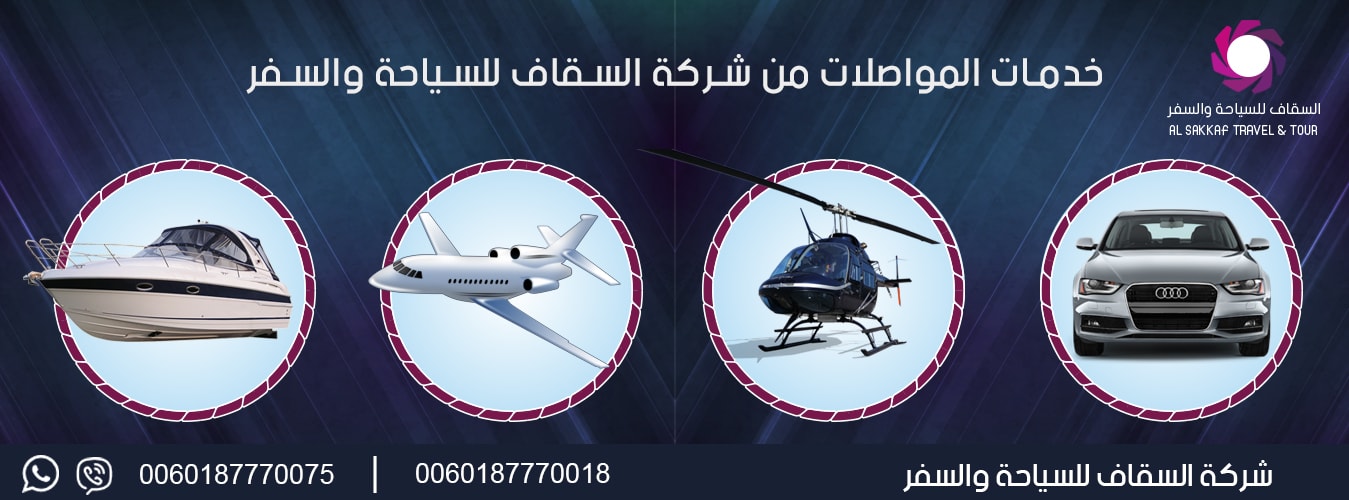 خدمات المواصلات من شركة السقاف للسياحة والسفر
السقاف للسياحة والسفر
AL SAKKAF TRAVEL & TOUR
شركة السقاف للسياحة والسفر
0060187770075 | 0060187770018